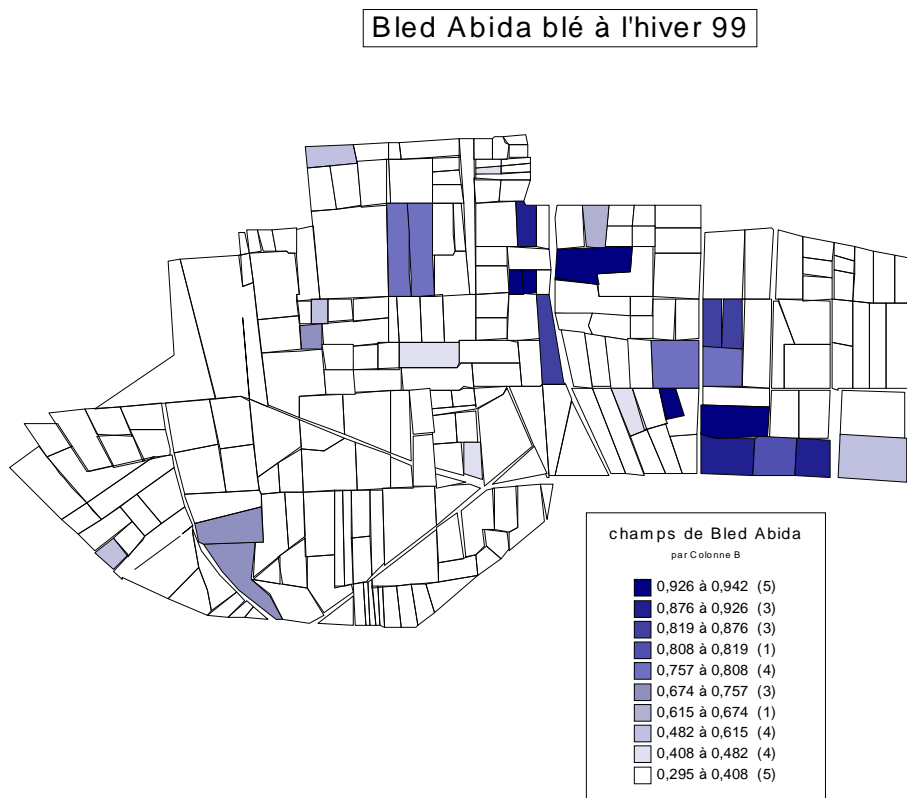 Bled Abida blé à l'hiver 99
champs de Bled Abida
par Colonne B
0,926 à 0,942 (5)
0,876 à 0,926 (3)
0,819 à 0,876 (3)
0,808 à 0,819 (1)
0,757 à 0,808 (4)
0,674 à 0,757 (3)
0,615 à 0,674 (1)
0,482 à 0,615 (4)
0,408 à 0,482 (4)
0,295 à 0,408 (5)